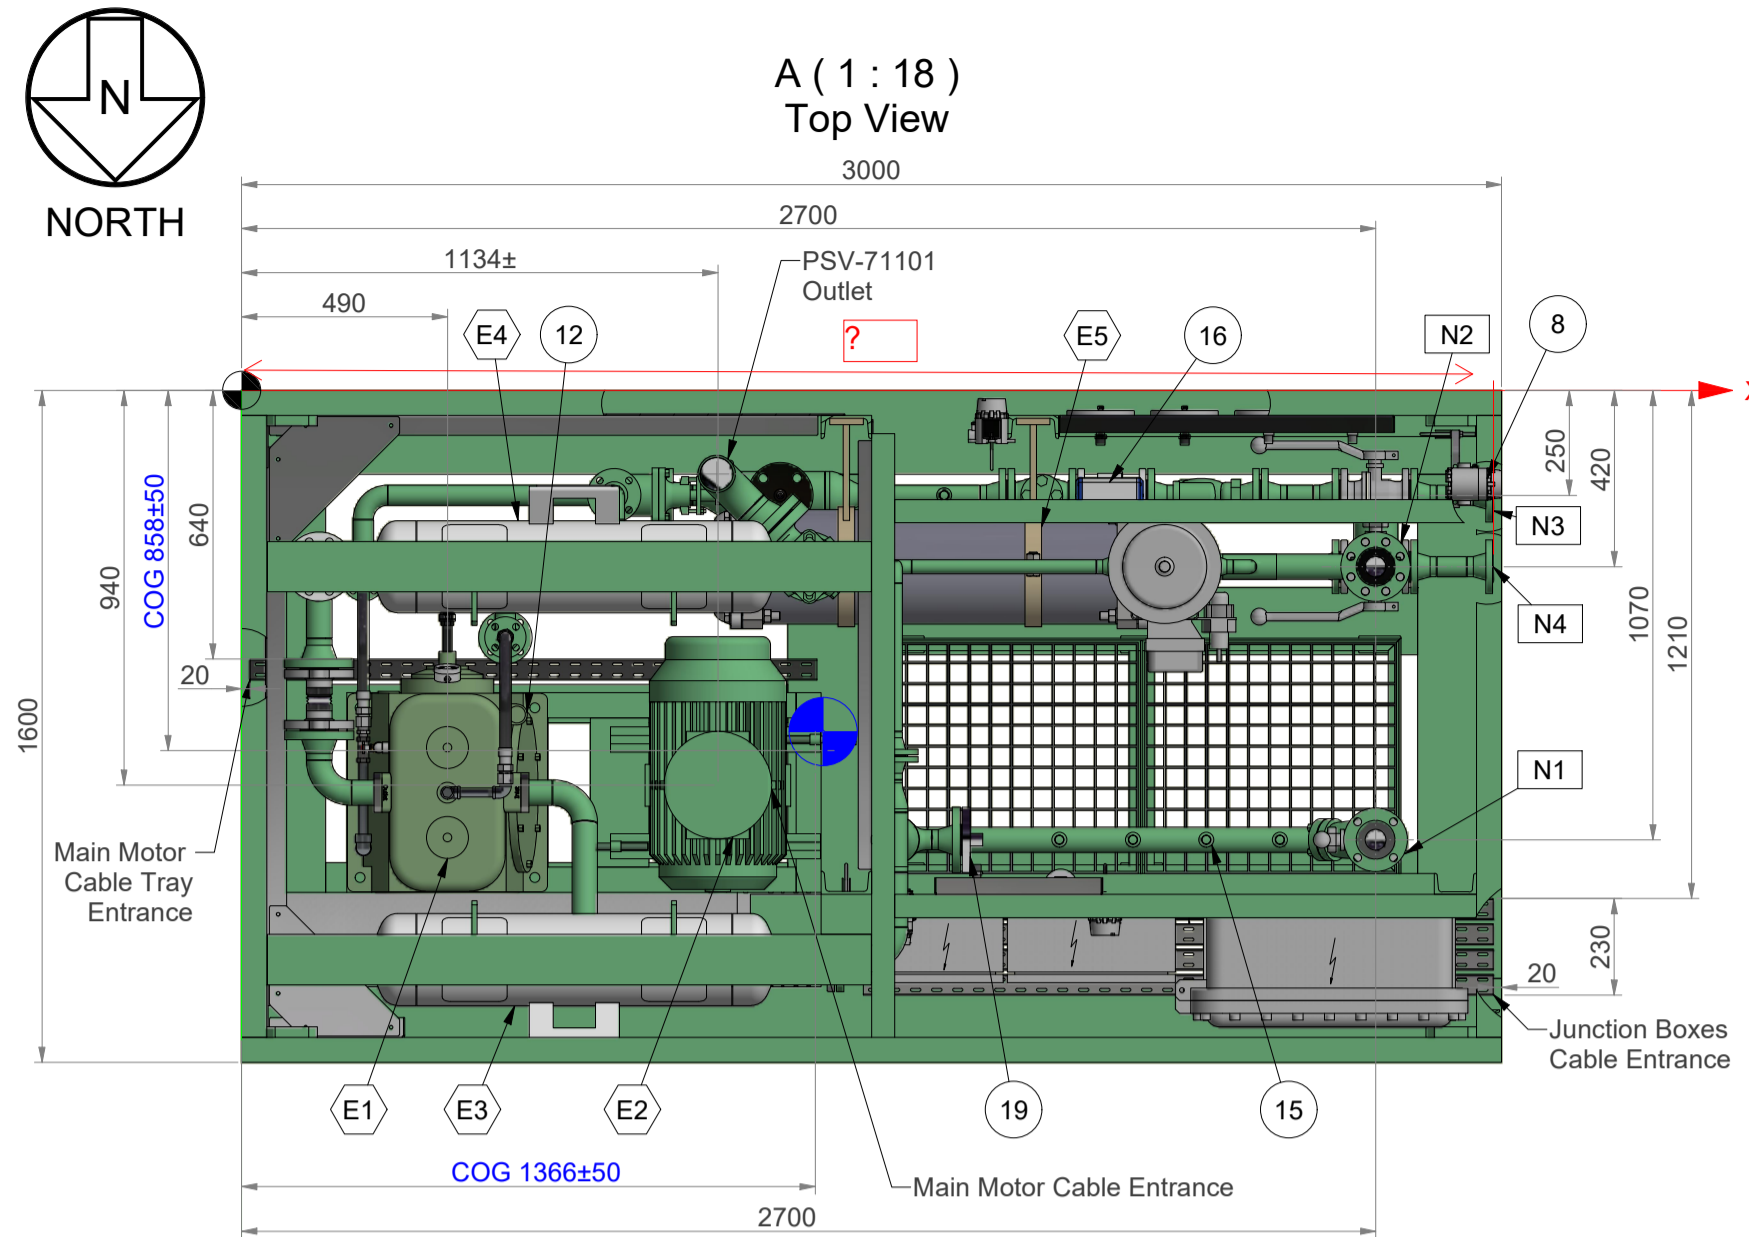 N
NORTH
A ( 1 : 18 )
Top View
3000
2700
1134±
490
PSV-71101
Outlet
?
E4
12
E5
16
N2
8
X
250
420
1070
1210
N3
N4
N1
COG 858±50
640
940
20
1600
Main Motor
Cable Tray
Entrance
230
20
Junction Boxes
Cable Entrance
E1
E3
E2
19
15
COG 1366±50
Main Motor Cable Entrance
2700